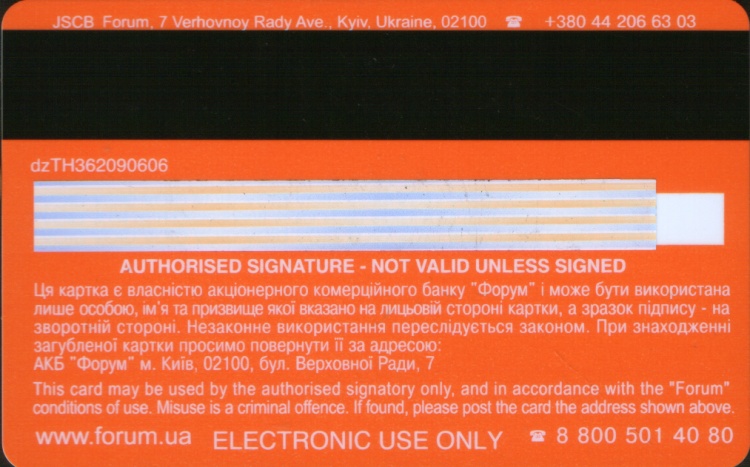 JSCB Forum, 7 Verhovnoy Rady Ave., Kyiv, Ukraine, 02100 ☎ +380 44 206 63 03
dzTH362090606
AUTHORISED SIGNATURE - NOT VALID UNLESS SIGNED
Ця картка є власністю акціонерного комерційного банку "Форум" і може бути використана
лише особою, ім'я та призвище якої вказано на лицьовій стороні картки, а зразок підпису - на
зворотній стороні. Незаконне використання переслідується законом. При знаходженні
загубленої картки просимо повернути її за адресою:
АКБ "Форум" м. Київ, 02100, бул. Верховної Ради, 7
This card may be used by the authorised signatory only, and in accordance with the "Forum"
conditions of use. Misuse is a criminal offence. If found, please post the card the address shown above.
www.forum.ua ELECTRONIC USE ONLY ☎ 8 800 501 40 80